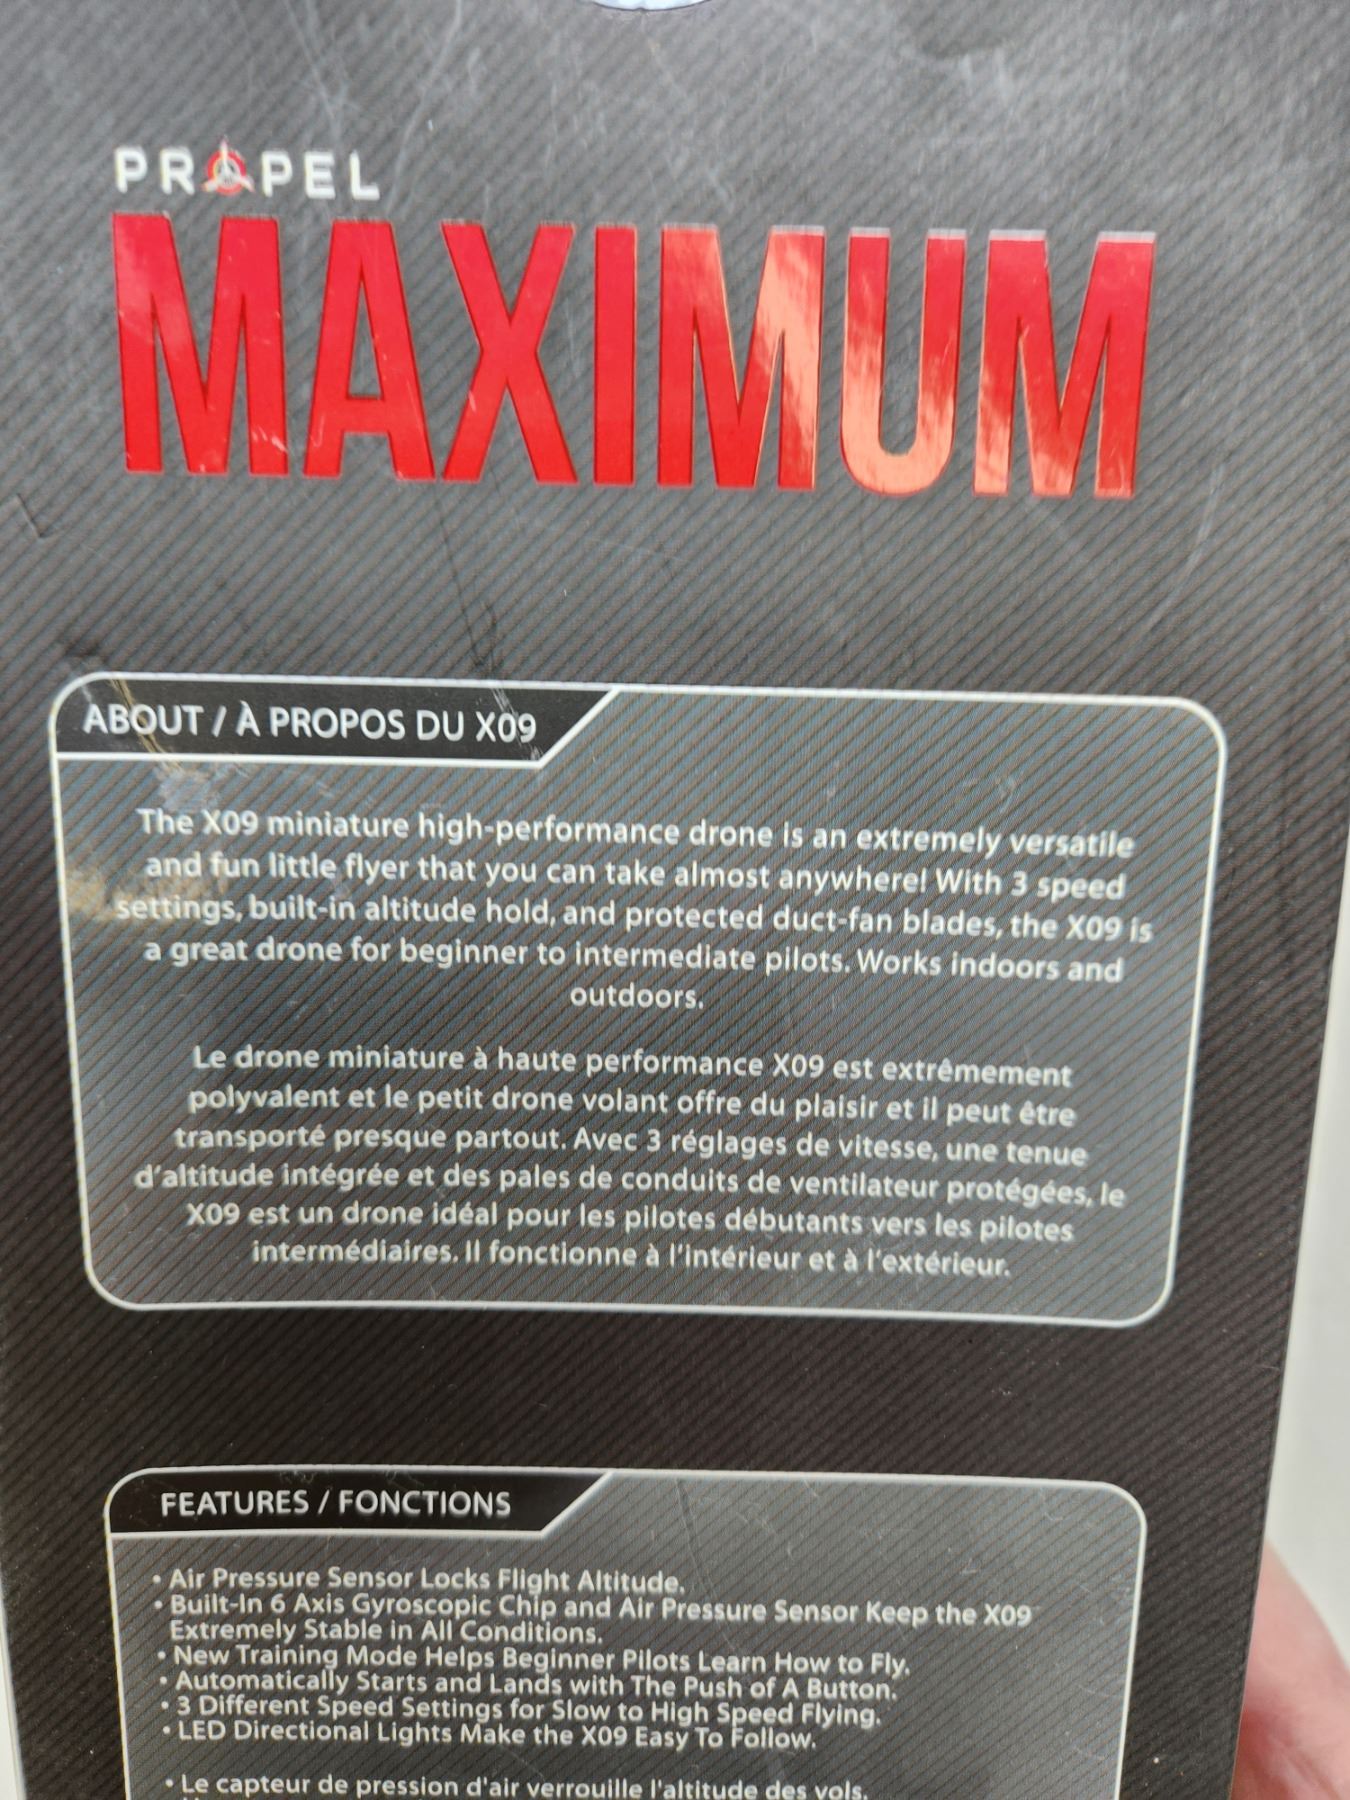 PROPEL
MAXIMUM
ABOUT / À PROPOS DU X09
The X09 miniature high-performance drone is an extremely versatile
and fun little flyer that you can take almost anywhere! With 3 speed
settings, built-in altitude hold, and protected duct-fan blades, the X09 is
a great drone for beginner to intermediate pilots. Works indoors and
outdoors.
Le drone miniature à haute performance X09 est extrêmement
polyvalent et le petit drone volant offre du plaisir et il peut être
transporté presque partout. Avec 3 réglages de vitesse, une tenue
d'altitude intégrée et des pales de conduits de ventilateur protégées, le
X09 est un drone idéal pour les pilotes débutants vers les pilotes
intermédiaires. Il fonctionne à l'intérieur et à l'extérieur.
FEATURES / FONCTIONS
• Air Pressure Sensor Locks Flight Altitude.
• Built-In 6 Axis Gyroscopic Chip and Air Pressure Sensor Keep the X09
Extremely Stable in All Conditions.
• New Training Mode Helps Beginner Pilots Learn How to Fly.
• Automatically Starts and Lands with The Push of A Button.
• 3 Different Speed Settings for Slow to High Speed Flying.
• LED Directional Lights Make the X09 Easy To Follow.
• Le capteur de pression d'air verrouille l'altitude des vols.